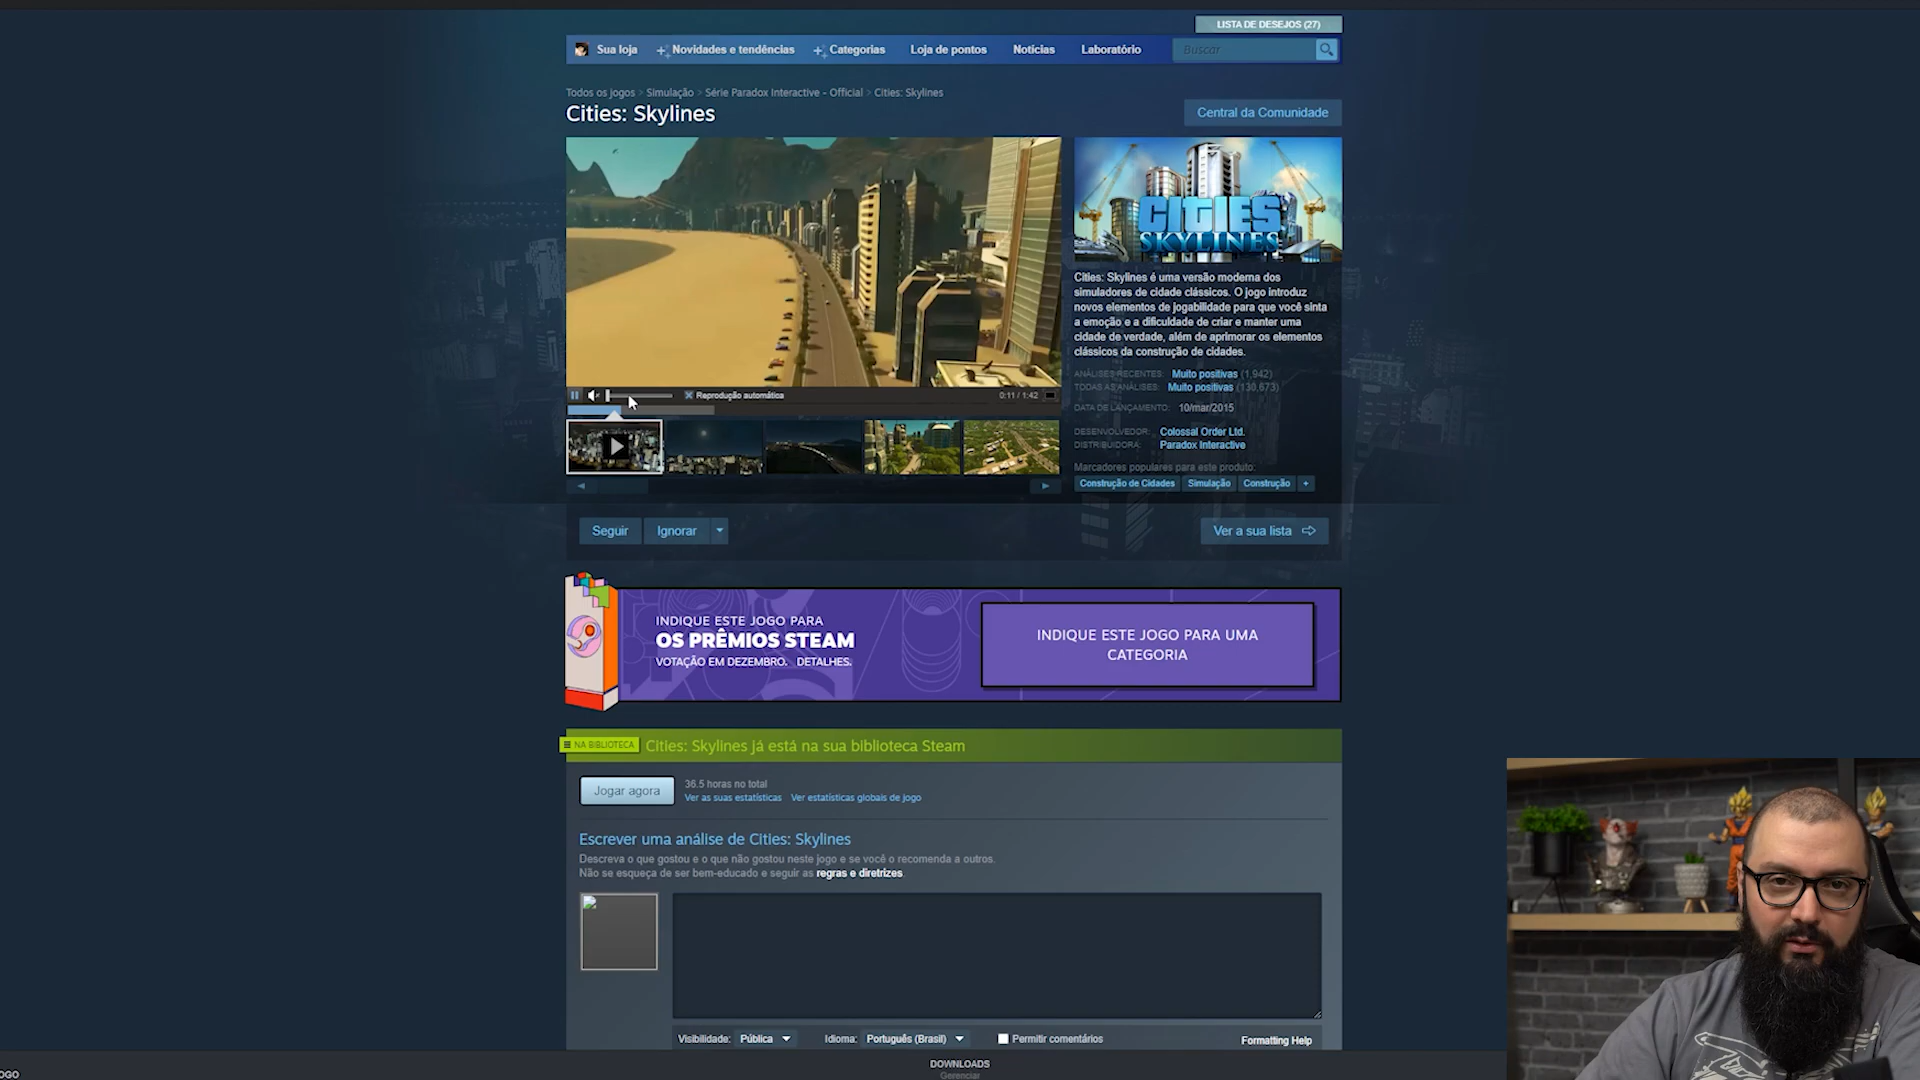 LISTA DE DESEJOS (27)
Sua loja
Novidades e tendências
Categorias
Loja de pontos
Notícias
Laboratório
Buscar
Todos os jogos > Simulação > Série Paradox Interactive - Official > Cities: Skylines
Cities: Skylines
Central da Comunidade
CITIES
SKYLINES
Cities: Skylines é uma versão moderna dos
simuladores de cidade clássicos. O jogo introduz
novos elementos de jogabilidade para que você sinta
a emoção e a dificuldade de criar e manter uma
cidade de verdade, além de aprimorar os elementos
clássicos da construção de cidades.
ANÁLISES RECENTES: Muito positivas (1,942)
TODAS AS ANÁLISES: Muito positivas (130,673)
DATA DE LANÇAMENTO: 10/mar/2015
DESENVOLVEDOR: Colossal Order Ltd.
DISTRIBUIDORA: Paradox Interactive
Marcadores populares para este produto:
Construção de Cidades
Simulação
Construção
+
Reprodução automática
0:11 / 1:42
Seguir
Ignorar
Ver a sua lista
INDIQUE ESTE JOGO PARA
OS PRÊMIOS STEAM
VOTAÇÃO EM DEZEMBRO. DETALHES.
INDIQUE ESTE JOGO PARA UMA
CATEGORIA
NA BIBLIOTECA
Cities: Skylines já está na sua biblioteca Steam
Jogar agora
36.5 horas no total
Ver as suas estatísticas Ver estatísticas globais de jogo
Escrever uma análise de Cities: Skylines
Descreva o que gostou e o que não gostou neste jogo e se você o recomenda a outros.
Não se esqueça de ser bem-educado e seguir as regras e diretrizes.
Visibilidade: Pública
Idioma: Português (Brasil)
Permitir comentários
Formatting Help
DOWNLOADS
Gerenciar
OGO